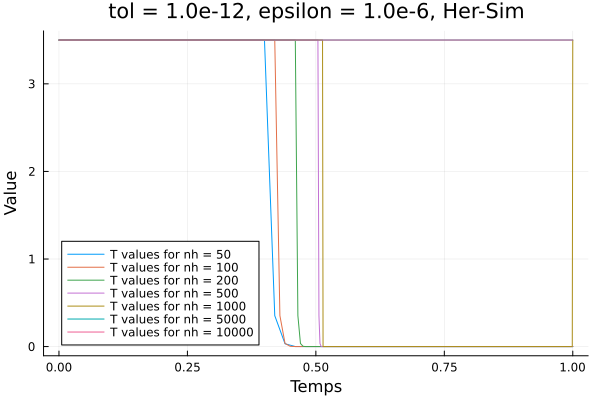 tol = 1.0e-12, epsilon = 1.0e-6, Her-Sim
3
2
1
0
Value
T values for nh = 50
T values for nh = 100
T values for nh = 200
T values for nh = 500
T values for nh = 1000
T values for nh = 5000
T values for nh = 10000
0.00 0.25 0.50 0.75 1.00
Temps